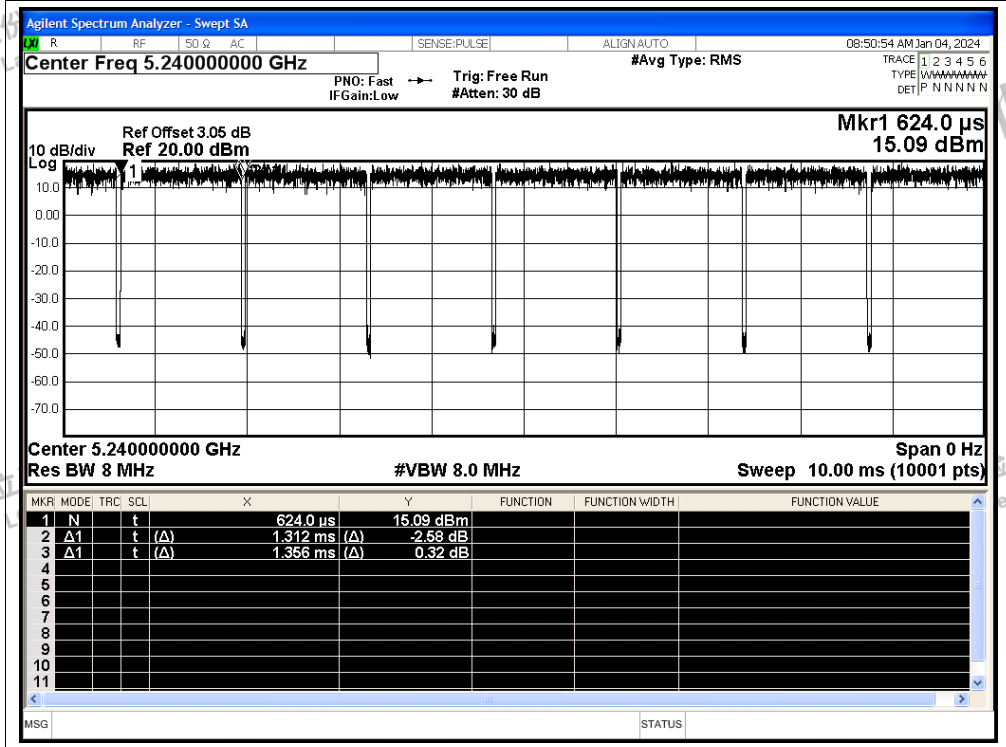 Agilent Spectrum Analyzer - Swept SA
LXI R RF 50 Ω AC SENSE:PULSE ALIGN AUTO 08:50:54 AM Jan 04, 2024
Center Freq 5.240000000 GHz #Avg Type: RMS TRACE 1 2 3 4 5 6
PNO: Fast Trig: Free Run TYPE
IFGain:Low #Atten: 30 dB DET P N N N N N
Mkr1 624.0 µs
Ref Offset 3.05 dB
10 dB/div Ref 20.00 dBm 15.09 dBm
Log
1
10.0
0.00
-10.0
-20.0
-30.0
-40.0
-50.0
-60.0
-70.0
Center 5.240000000 GHz Span 0 Hz
Res BW 8 MHz #VBW 8.0 MHz Sweep 10.00 ms (10001 pts)
MKR MODE TRC SCL X Y FUNCTION FUNCTION WIDTH FUNCTION VALUE
1 N t 624.0 µs 15.09 dBm
2 Δ1 t (Δ) 1.312 ms (Δ) -2.58 dB
3 Δ1 t (Δ) 1.356 ms (Δ) 0.32 dB
4
5
6
7
8
9
10
11
MSG STATUS